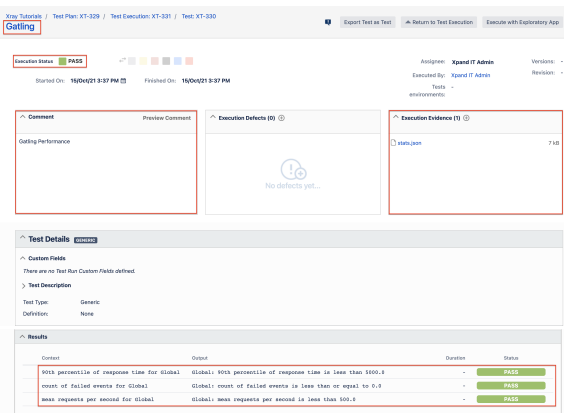 Xray Tutorials / Test Plan: XT-329 / Test Execution: XT-331 / Test: XT-330
Gatling
Export Test as Test Return to Test Execution Execute with Exploratory App
Execution Status PASS
Assignee: Xpand IT Admin Versions: -
Executed By: Xpand IT Admin Revision: -
Started On: 15/Oct/21 3:37 PM Finished On: 15/Oct/21 3:37 PM
Tests environments: -
Comment Preview Comment
Gatling Performance
Execution Defects (0)
No defects yet...
Execution Evidence (1)
stats.json 7 kB
Test Details GENERIC
Custom Fields
There are no Test Run Custom Fields defined.
Test Description
Test Type: Generic
Definition: None
Results
Context Output Duration Status
90th percentile of response time for Global Global: 90th percentile of response time is less than 5000.0 - PASS
count of failed events for Global Global: count of failed events is less than or equal to 0.0 - PASS
mean requests per second for Global Global: mean requests per second is less than 500.0 - PASS